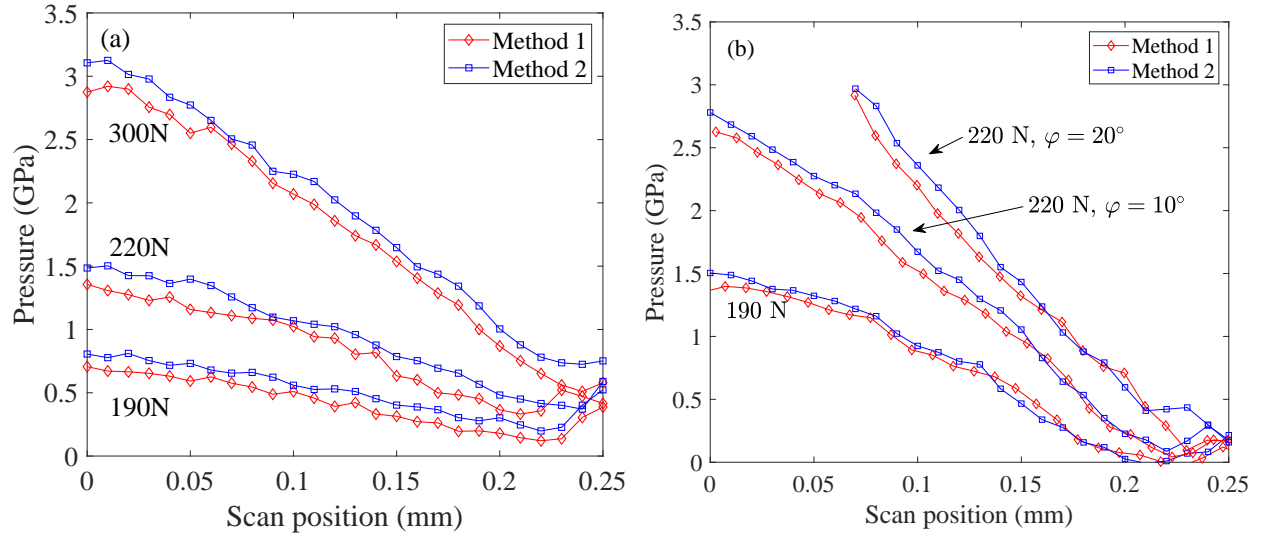 (a)
Method 1
Method 2
300N
220N
190N
3.5
3
2.5
2
1.5
1
0.5
0
Pressure (GPa)
0
0.05
0.1
0.15
0.2
0.25
Scan position (mm)
(b)
Method 1
Method 2
220 N, φ = 20°
220 N, φ = 10°
190 N
3.5
3
2.5
2
1.5
1
0.5
0
Pressure (GPa)
0
0.05
0.1
0.15
0.2
0.25
Scan position (mm)